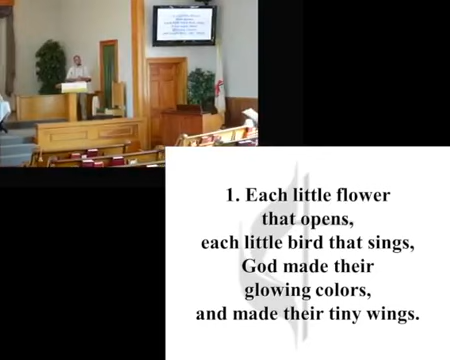 1. Each little flower
that opens,
each little bird that sings,
God made their
glowing colors,
and made their tiny wings.